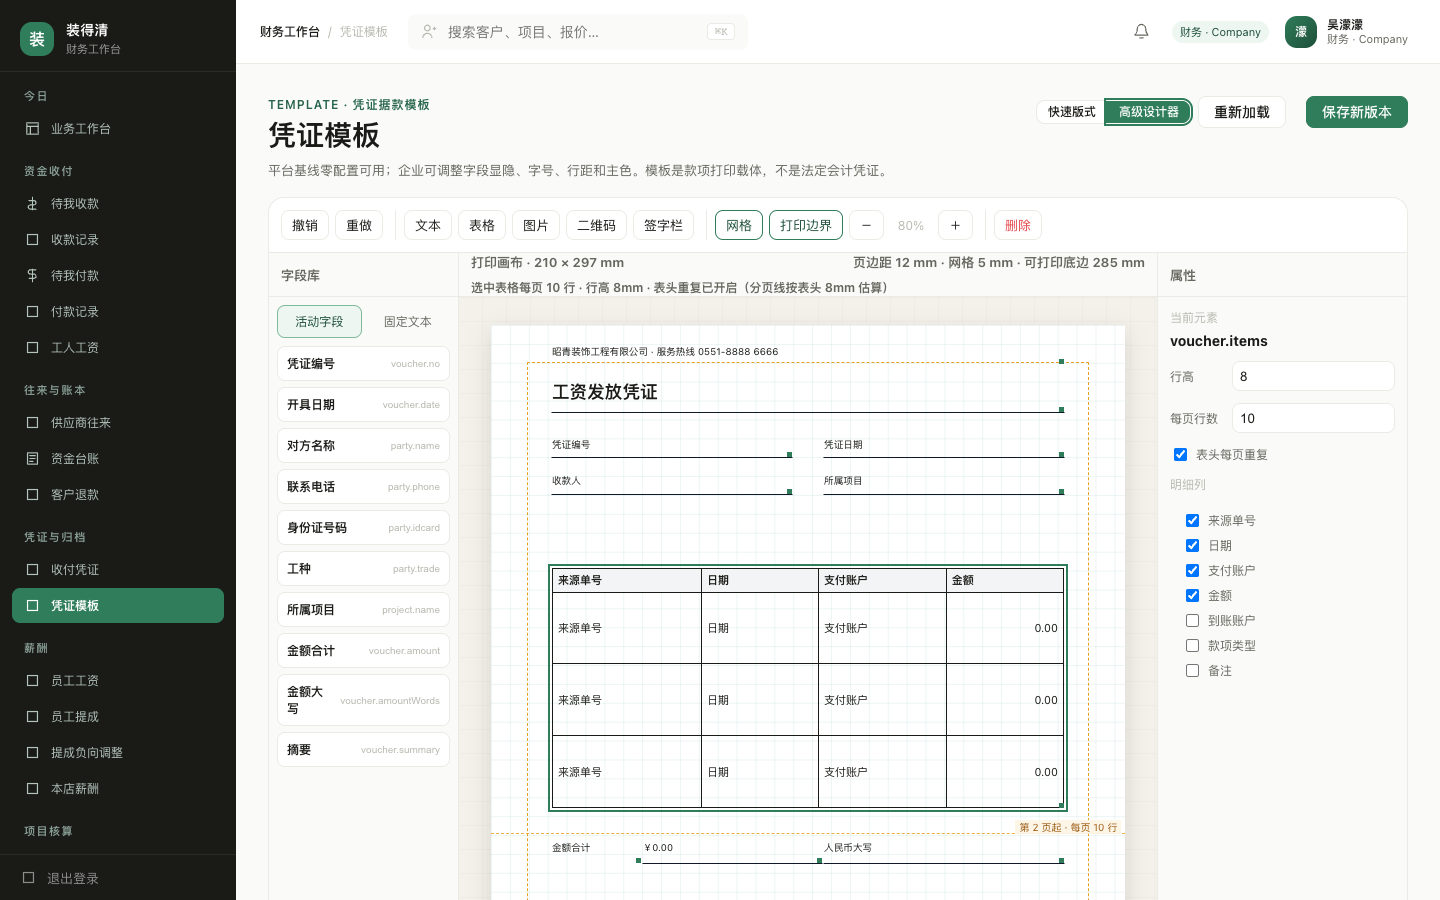 装
装得清
财务工作台
今日
业务工作台
资金收付
待我收款
收款记录
待我付款
付款记录
工人工资
往来与账本
供应商往来
资金台账
客户退款
凭证与归档
收付凭证
凭证模板
薪酬
员工工资
员工提成
提成负向调整
本店薪酬
项目核算
退出登录
财务工作台 / 凭证模板
搜索客户、项目、报价...
⌘K
财务 · Company
濛
吴濛濛
财务 · Company
TEMPLATE · 凭证据款模板
凭证模板
平台基线零配置可用；企业可调整字段显隐、字号、行距和主色。模板是款项打印载体，不是法定会计凭证。
快速版式
高级设计器
重新加载
保存新版本
撤销
重做
文本
表格
图片
二维码
签字栏
网格
打印边界
−
80%
+
删除
字段库
打印画布 · 210 × 297 mm
页边距 12 mm · 网格 5 mm · 可打印底边 285 mm
选中表格每页 10 行 · 行高 8mm · 表头重复已开启（分页线按表头 8mm 估算）
属性
活动字段
固定文本
凭证编号 voucher.no
开具日期 voucher.date
对方名称 party.name
联系电话 party.phone
身份证号码 party.idcard
工种 party.trade
所属项目 project.name
金额合计 voucher.amount
金额大
写
voucher.amountWords
摘要 voucher.summary
昭青装饰工程有限公司 · 服务热线 0551-8888 6666
工资发放凭证
凭证编号
凭证日期
收款人
所属项目
来源单号 日期 支付账户 金额
来源单号 日期 支付账户 0.00
来源单号 日期 支付账户 0.00
来源单号 日期 支付账户 0.00
第 2 页起 · 每页 10 行
金额合计
¥0.00
人民币大写
当前元素
voucher.items
行高 8
每页行数 10
表头每页重复
明细列
来源单号
日期
支付账户
金额
到账账户
款项类型
备注